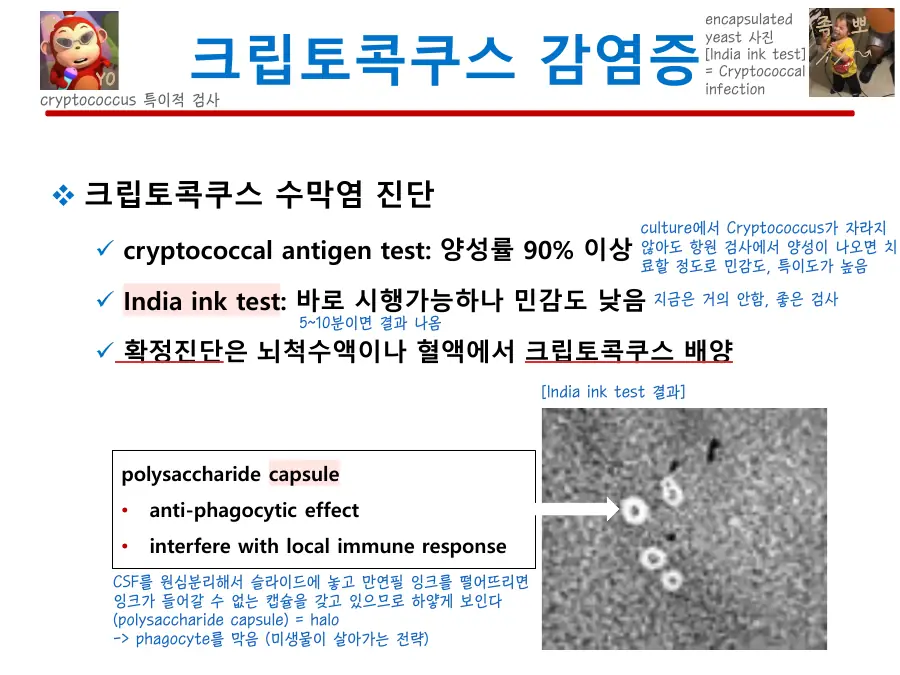 YO
cryptococcus 특이적 검사
크립토콕쿠스 감염증
encapsulated
yeast 사진
[India ink test]
= Cryptococcal
infection
족 뽀
크립토콕쿠스 수막염 진단
cryptococcal antigen test: 양성률 90% 이상
culture에서 Cryptococcus가 자라지
않아도 항원 검사에서 양성이 나오면 치
료할 정도로 민감도, 특이도가 높음
India ink test: 바로 시행가능하나 민감도 낮음
지금은 거의 안함, 좋은 검사
5~10분이면 결과 나옴
확정진단은 뇌척수액이나 혈액에서 크립토콕쿠스 배양
[India ink test 결과]
polysaccharide capsule
• anti-phagocytic effect
• interfere with local immune response
CSF를 원심분리해서 슬라이드에 놓고 만연필 잉크를 떨어뜨리면
잉크가 들어갈 수 없는 캡슐을 갖고 있으므로 하얗게 보인다
(polysaccharide capsule) = halo
-> phagocyte를 막음 (미생물이 살아가는 전략)